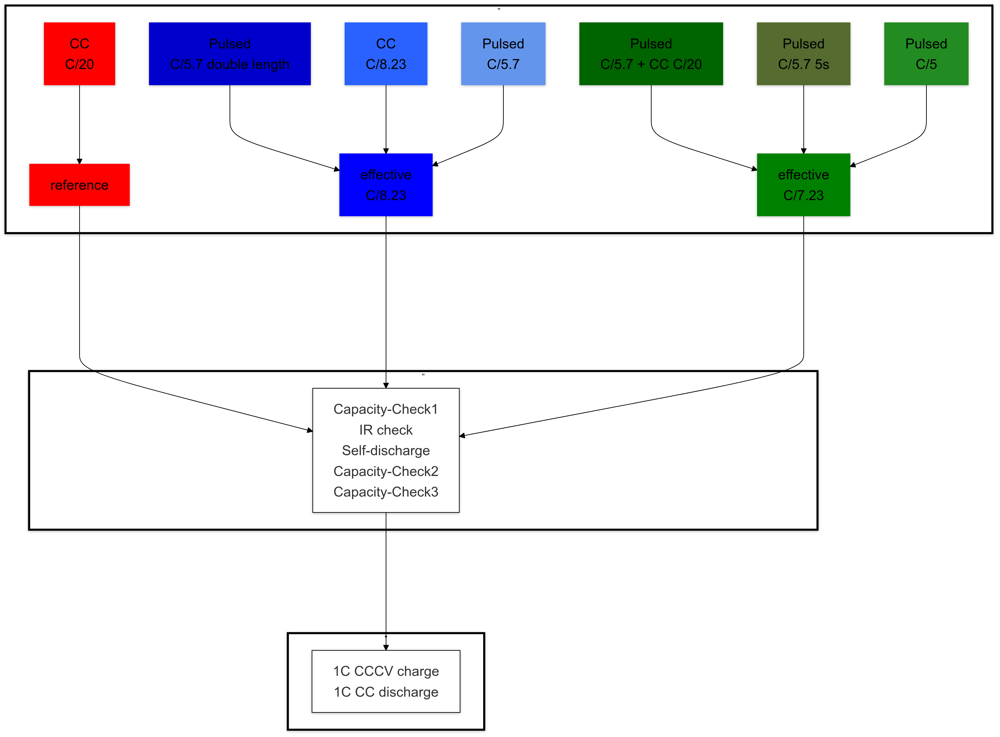 "
CC
C/20
Pulsed
C/5.7 double length
CC
C/8.23
Pulsed
C/5.7
Pulsed
C/5.7 + CC C/20
Pulsed
C/5.7 5s
Pulsed
C/5
reference
effective
C/8.23
effective
C/7.23
"
Capacity-Check1
IR check
Self-discharge
Capacity-Check2
Capacity-Check3
1C CCCV charge
1C CC discharge